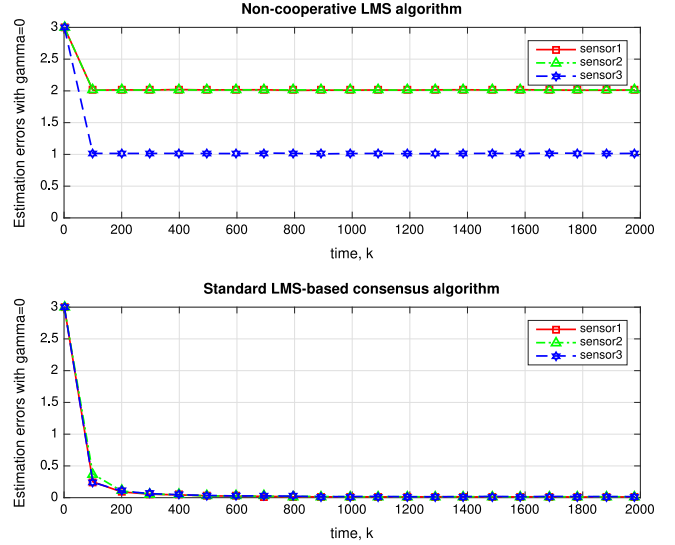 Non-cooperative LMS algorithm
Estimation errors with gamma=0
3
2.5
2
1.5
1
0.5
0
sensor1
sensor2
sensor3
0 200 400 600 800 1000 1200 1400 1600 1800 2000
time, k
Standard LMS-based consensus algorithm
Estimation errors with gamma=0
3
2.5
2
1.5
1
0.5
0
sensor1
sensor2
sensor3
0 200 400 600 800 1000 1200 1400 1600 1800 2000
time, k